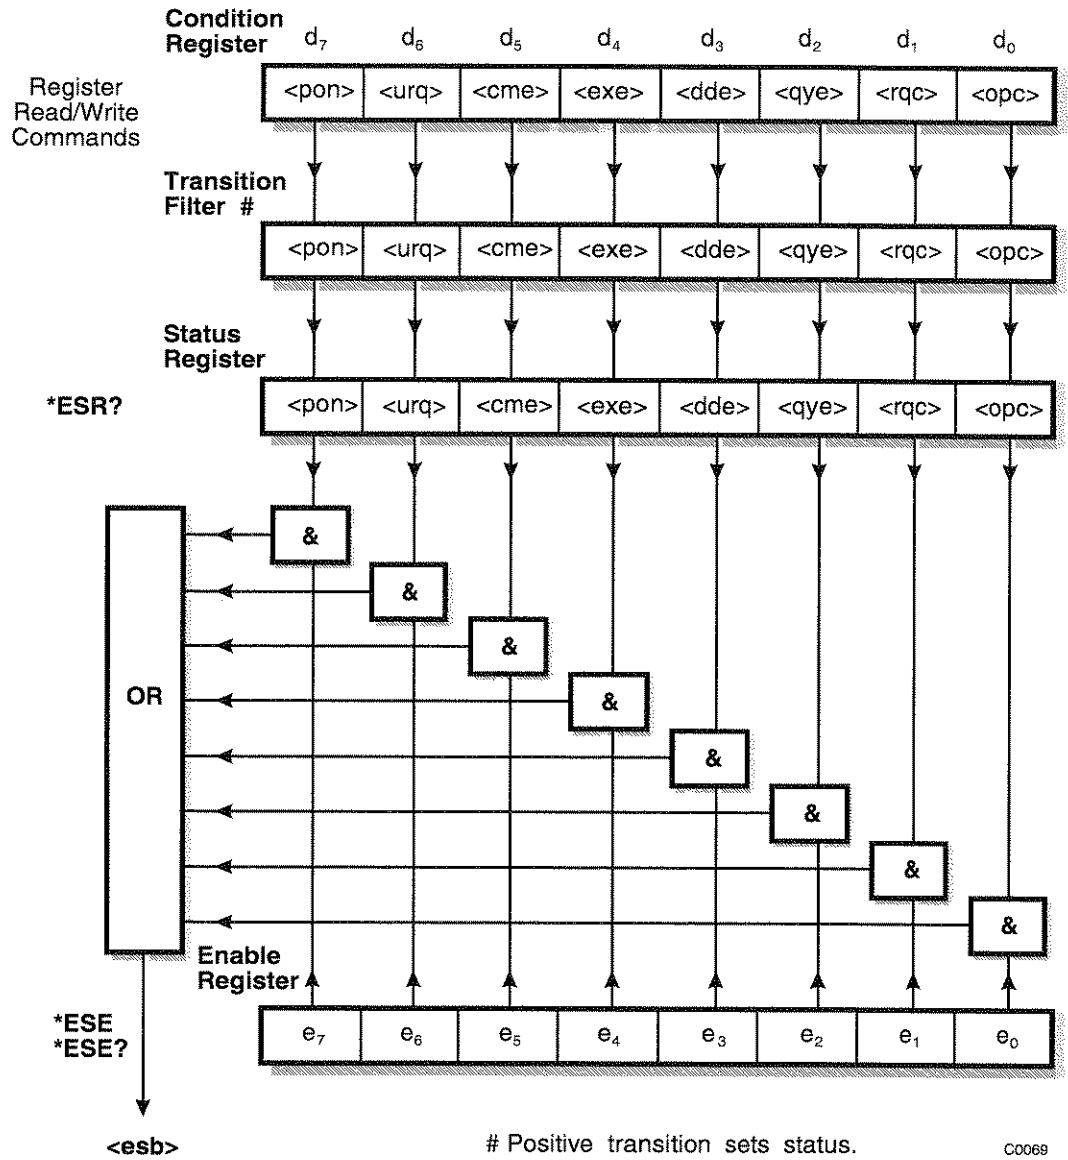 Condition
Register d₇ d₆ d₅ d₄ d₃ d₂ d₁ d₀
Register
Read/Write
Commands
<pon> <urq> <cme> <exe> <dde> <qye> <rqc> <opc>
Transition
Filter #
<pon> <urq> <cme> <exe> <dde> <qye> <rqc> <opc>
Status
Register
*ESR? <pon> <urq> <cme> <exe> <dde> <qye> <rqc> <opc>
&
&
&
OR &
&
&
&
&
Enable
Register
*ESE
*ESE?
e₇ e₆ e₅ e₄ e₃ e₂ e₁ e₀
<esb> # Positive transition sets status. C0069